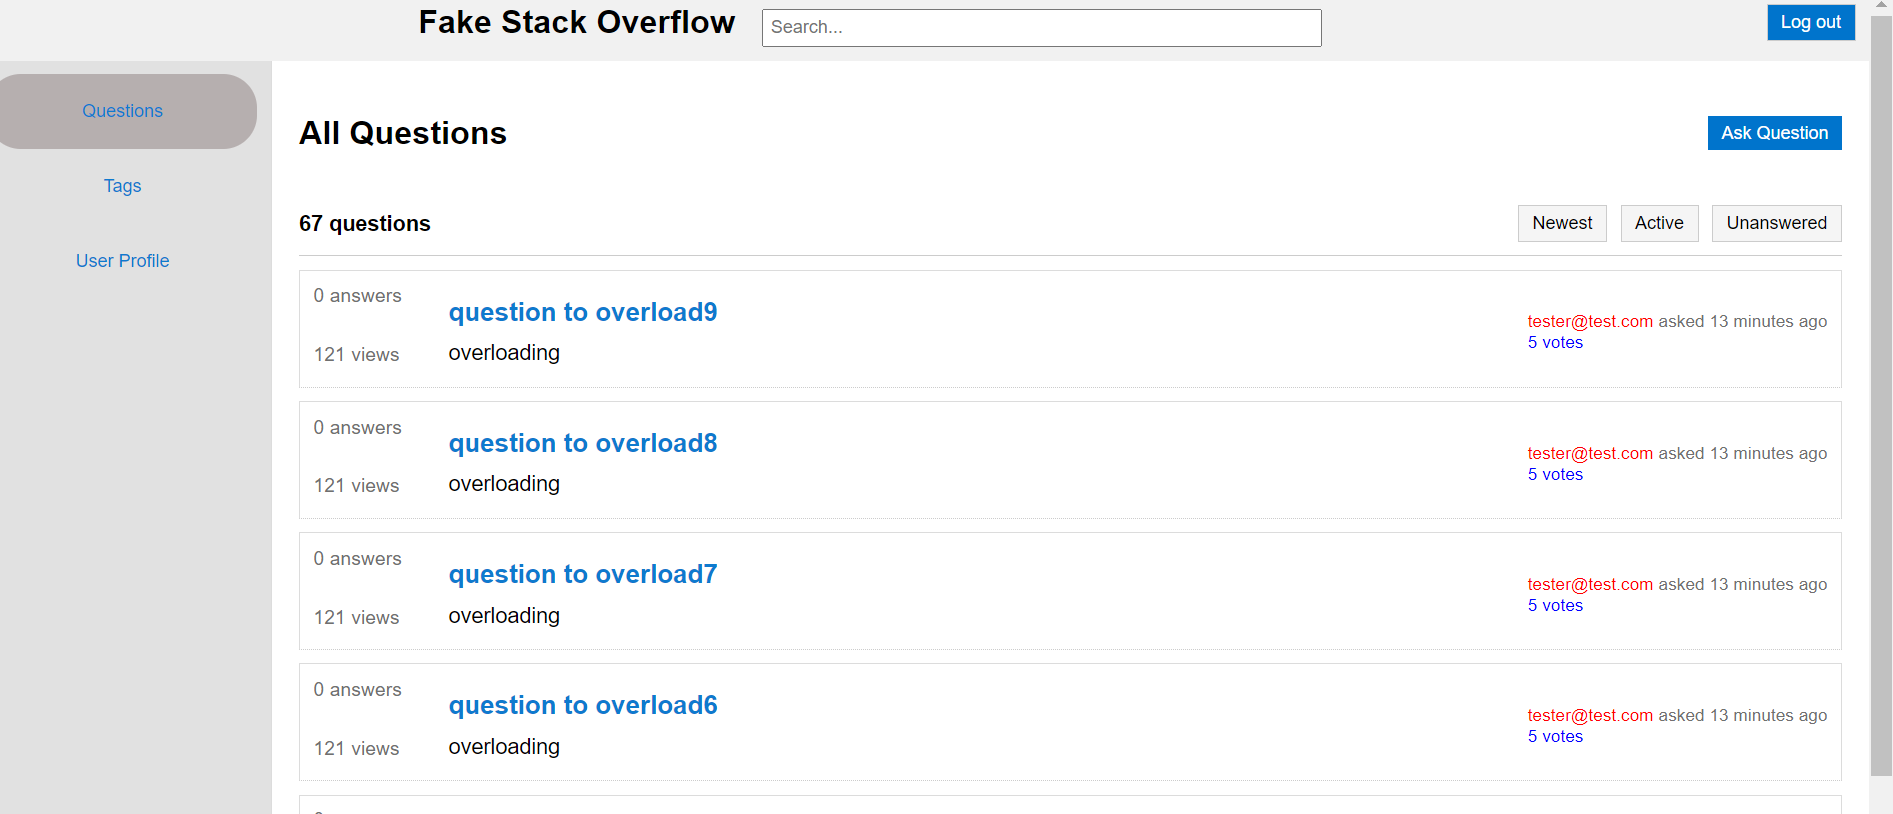 Fake Stack Overflow
Search...
Log out
Questions
Tags
User Profile
All Questions
Ask Question
67 questions
Newest
Active
Unanswered
0 answers
121 views
question to overload9
overloading
tester@test.com asked 13 minutes ago
5 votes
0 answers
121 views
question to overload8
overloading
tester@test.com asked 13 minutes ago
5 votes
0 answers
121 views
question to overload7
overloading
tester@test.com asked 13 minutes ago
5 votes
0 answers
121 views
question to overload6
overloading
tester@test.com asked 13 minutes ago
5 votes